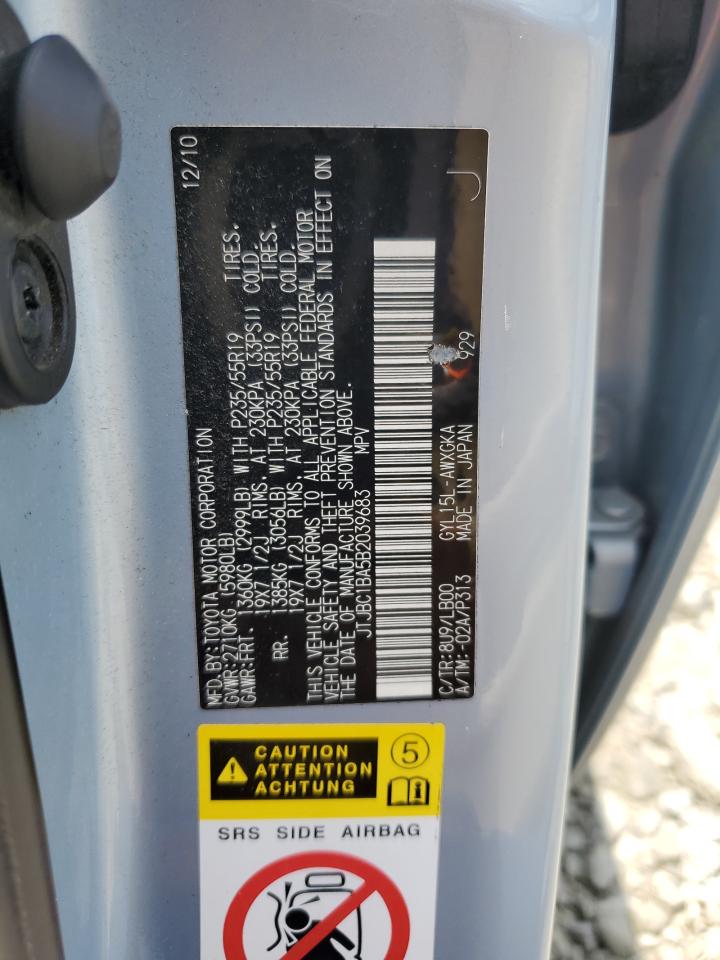 MFD.BY:TOYOTA MOTOR CORPORATION 12/10
GVWR:2710KG (5980LB)
GAWR:FRT. 1360KG (2999LB) WITH P235/55R19 TIRES.
19X7 1/2J RIMS. AT 230KPA (33PSI) COLD.
RR. 1385KG (3056LB) WITH P235/55R19 TIRES.
19X7 1/2J RIMS. AT 230KPA (33PSI) COLD.
THIS VEHICLE CONFORMS TO ALL APPLICABLE FEDERAL MOTOR
VEHICLE SAFETY AND THEFT PREVENTION STANDARDS IN EFFECT ON
THE DATE OF MANUFACTURE SHOWN ABOVE.
JTJBC1BA5B2039683 MPV
C/TR:8U9/LB00 GYL15L-AWXGKA
A/TM:-02A/P313 MADE IN JAPAN 929
J
CAUTION
ATTENTION
ACHTUNG
5
i
SRS SIDE AIRBAG